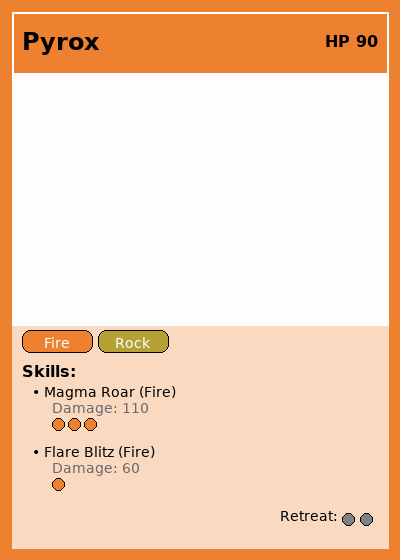 Pyrox
HP 90
Fire Rock
Skills:
• Magma Roar (Fire)
Damage: 110
• Flare Blitz (Fire)
Damage: 60
Retreat: